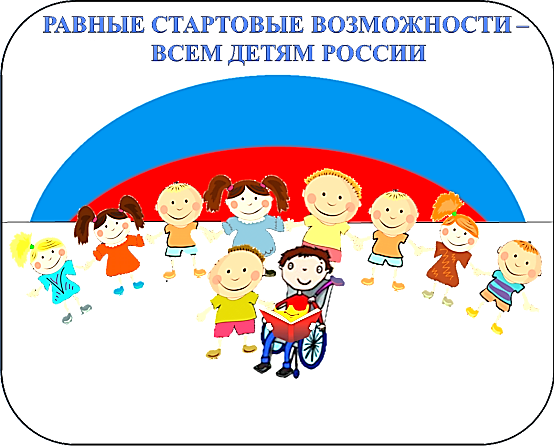 РАВНЫЕ СТАРТОВЫЕ ВОЗМОЖНОСТИ –
ВСЕМ ДЕТЯМ РОССИИ